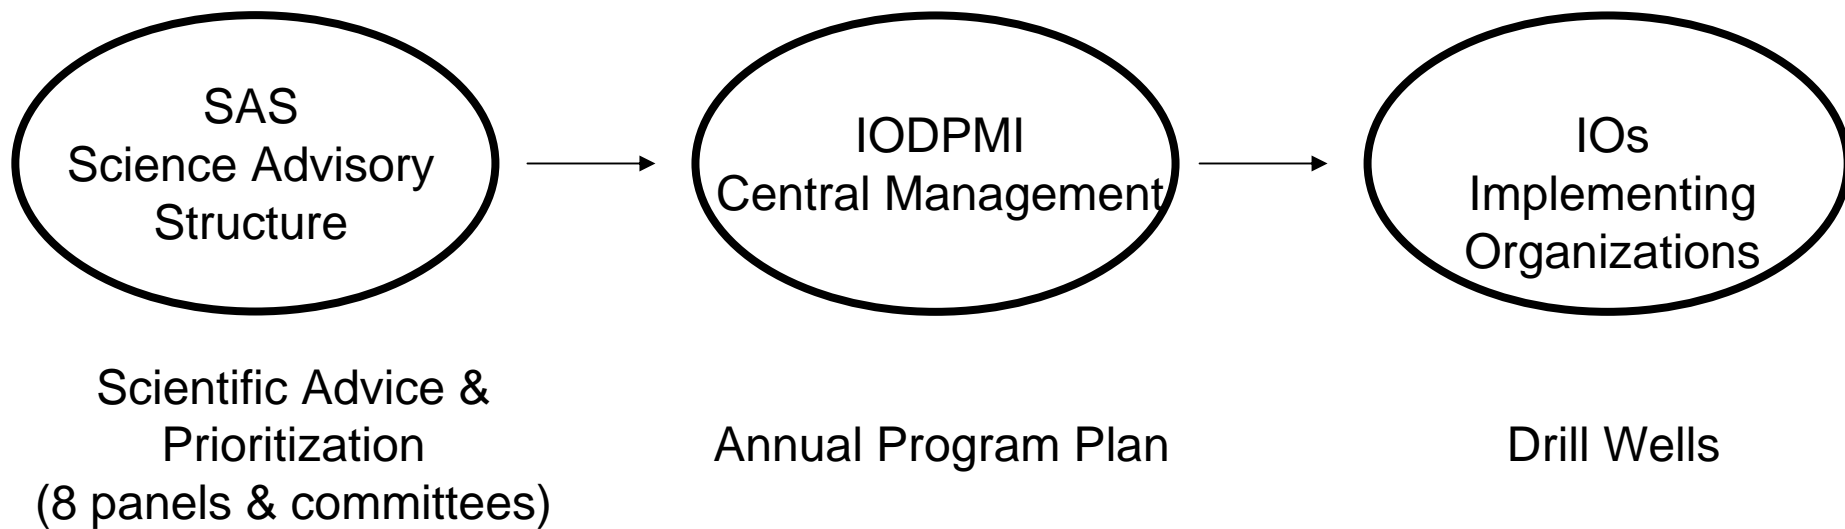 SAS
Science Advisory
Structure
IODPMI
Central Management
IOs
Implementing
Organizations
Scientific Advice &
Prioritization
(8 panels & committees)
Annual Program Plan
Drill Wells